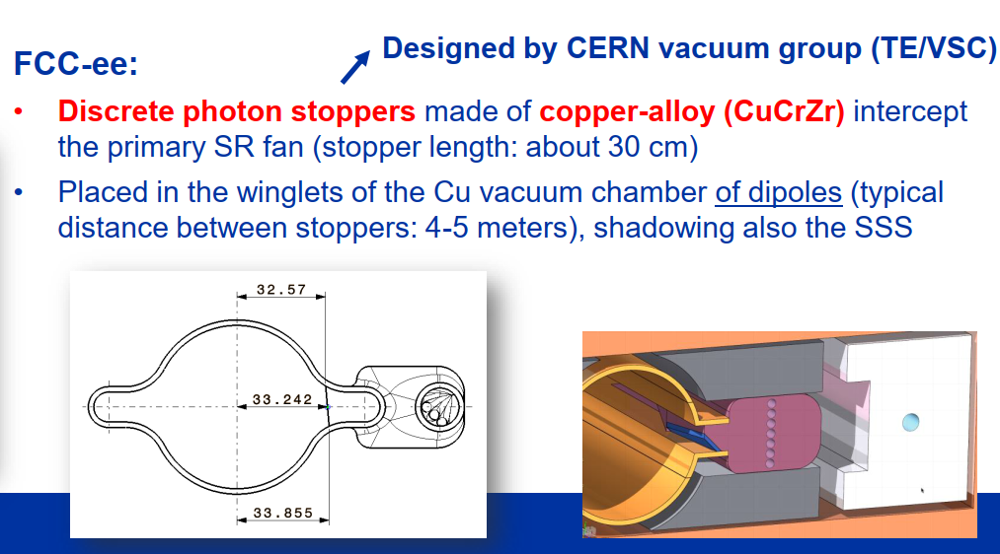 Designed by CERN vacuum group (TE/VSC)
FCC-ee:
• Discrete photon stoppers made of copper-alloy (CuCrZr) intercept
the primary SR fan (stopper length: about 30 cm)
• Placed in the winglets of the Cu vacuum chamber of dipoles (typical
distance between stoppers: 4-5 meters), shadowing also the SSS
32.57
33.242
33.855